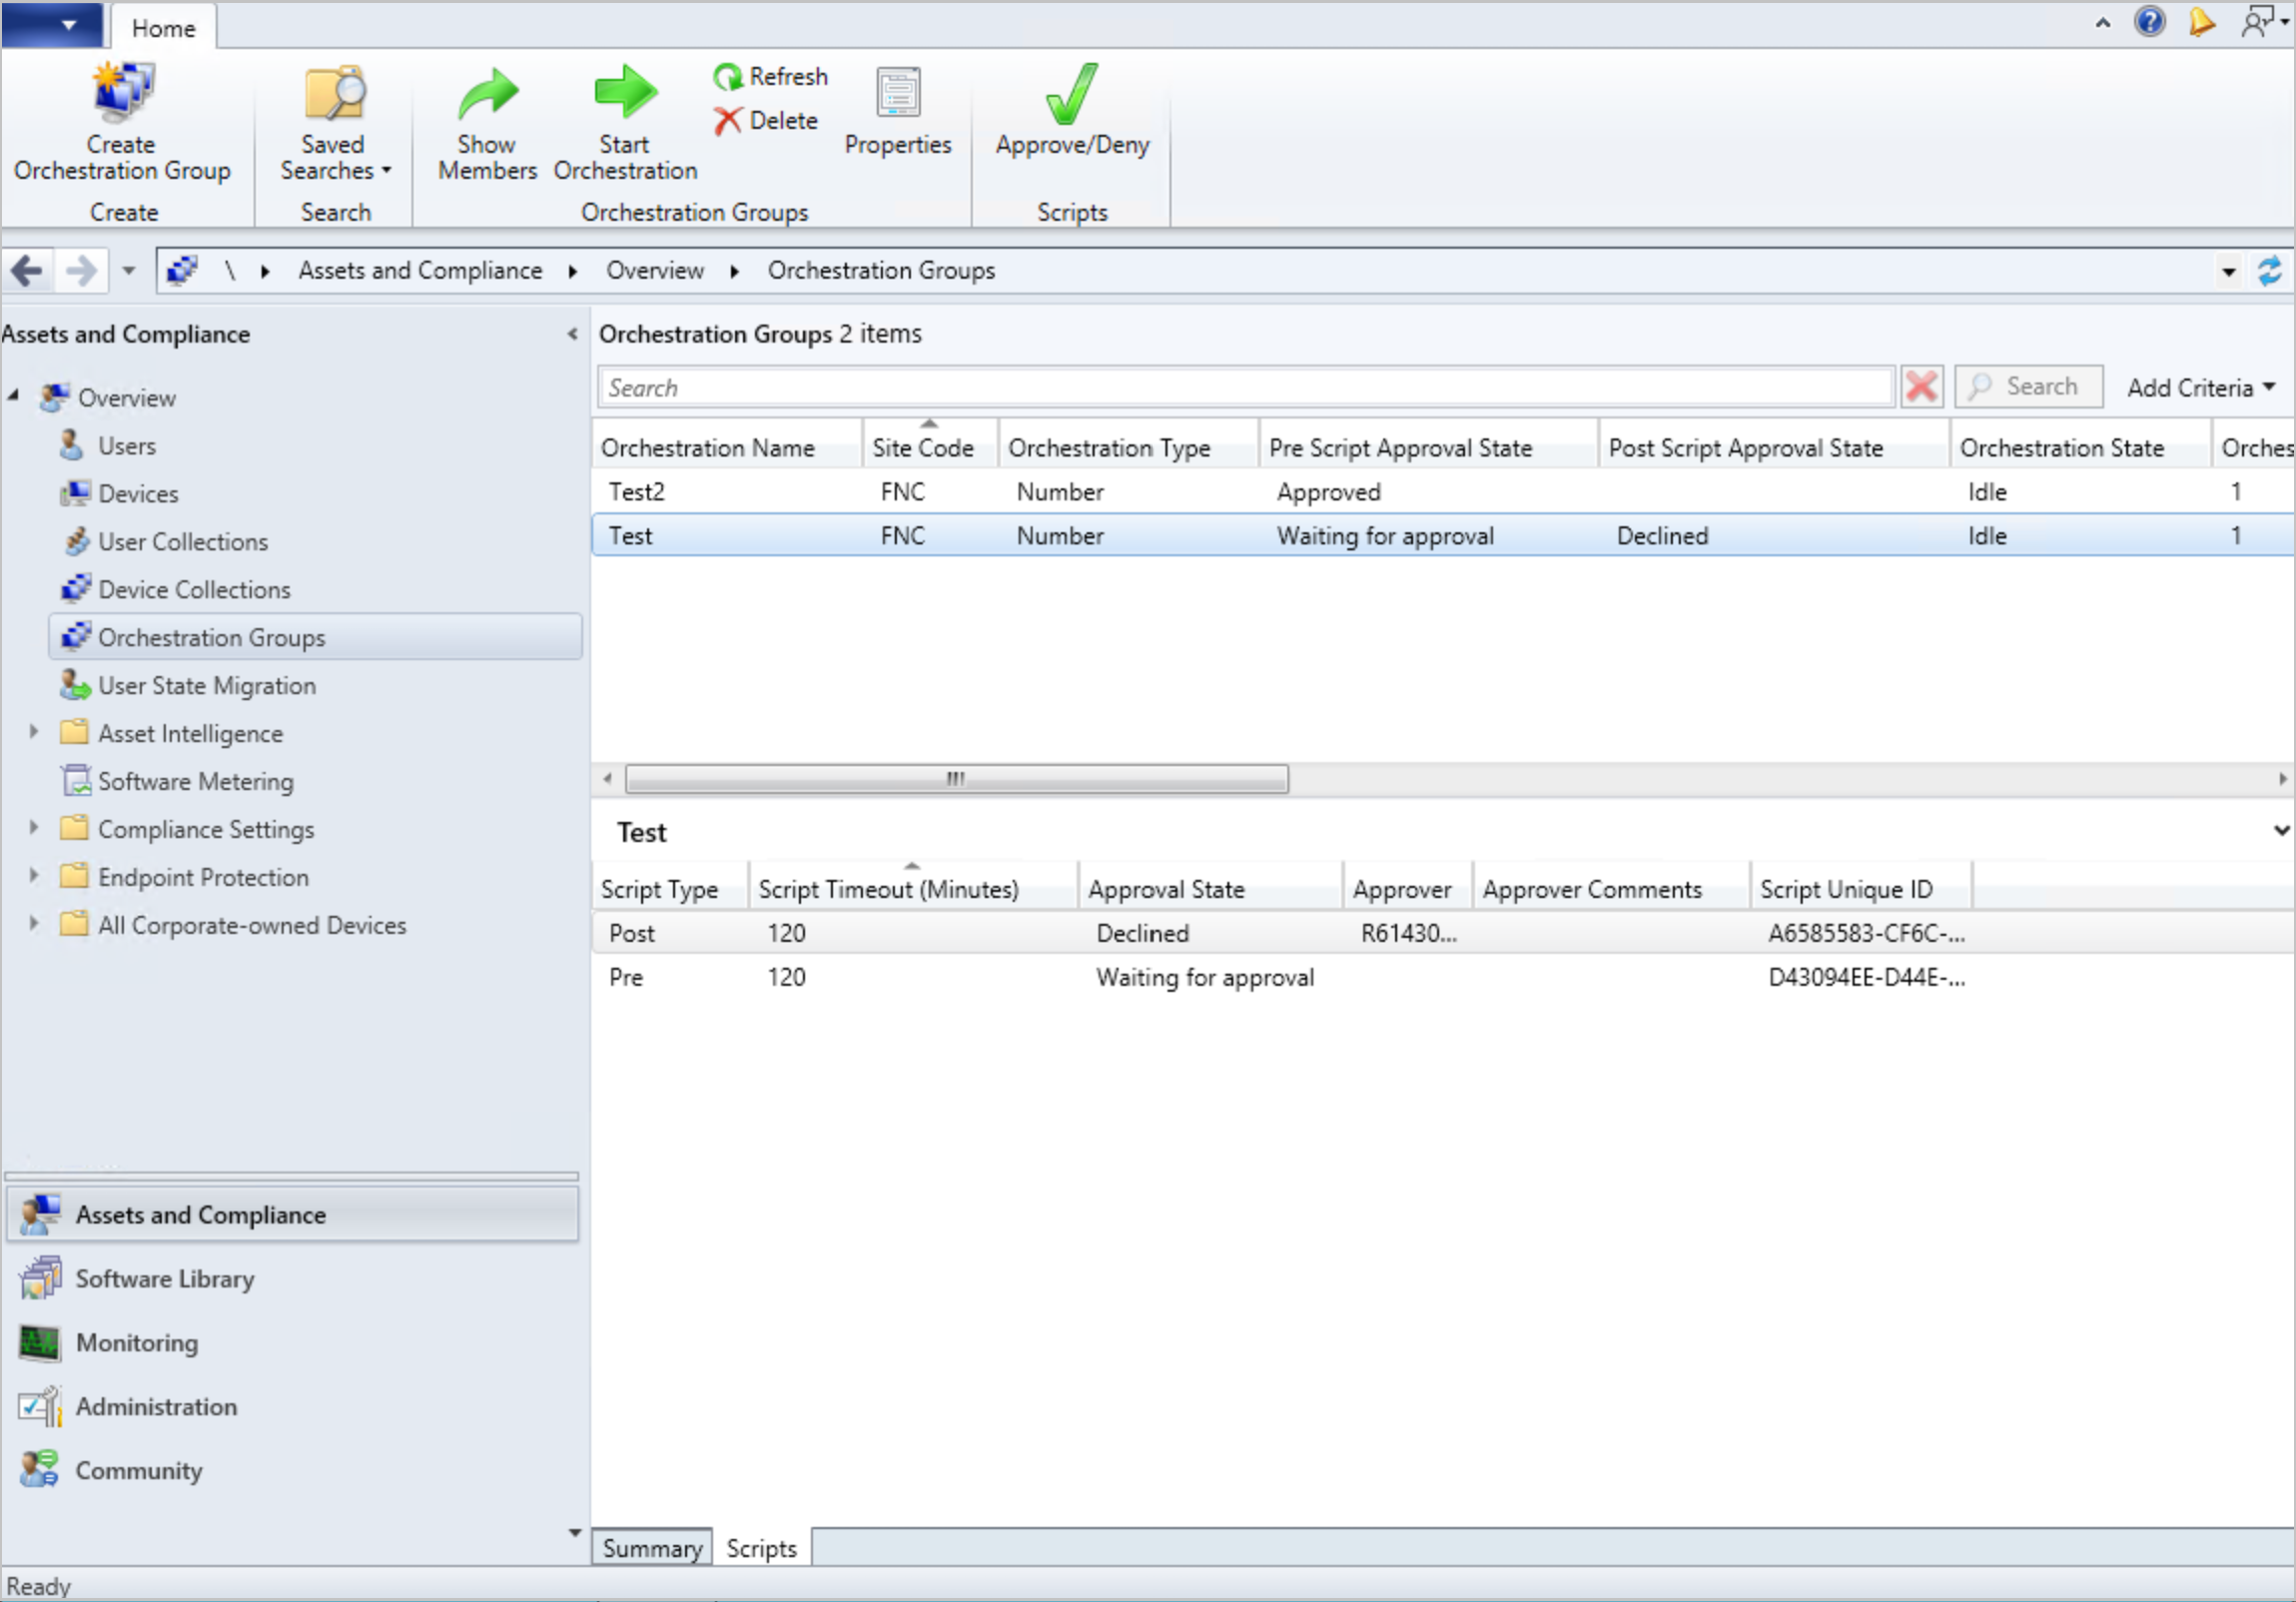 Home
Create
Orchestration Group
Create
Saved
Searches
Search
Show
Members
Start
Orchestration
Refresh
Delete
Properties
Orchestration Groups
Approve/Deny
Scripts
\ Assets and Compliance Overview Orchestration Groups
Assets and Compliance
Overview
Users
Devices
User Collections
Device Collections
Orchestration Groups
User State Migration
Asset Intelligence
Software Metering
Compliance Settings
Endpoint Protection
All Corporate-owned Devices
Assets and Compliance
Software Library
Monitoring
Administration
Community
Orchestration Groups 2 items
Search Search Add Criteria
Orchestration Name Site Code Orchestration Type Pre Script Approval State Post Script Approval State Orchestration State Orches
Test2 FNC Number Approved Idle 1
Test FNC Number Waiting for approval Declined Idle 1
Test
Script Type Script Timeout (Minutes) Approval State Approver Approver Comments Script Unique ID
Post 120 Declined R61430... A6585583-CF6C-...
Pre 120 Waiting for approval D43094EE-D44E-...
Summary Scripts
Ready